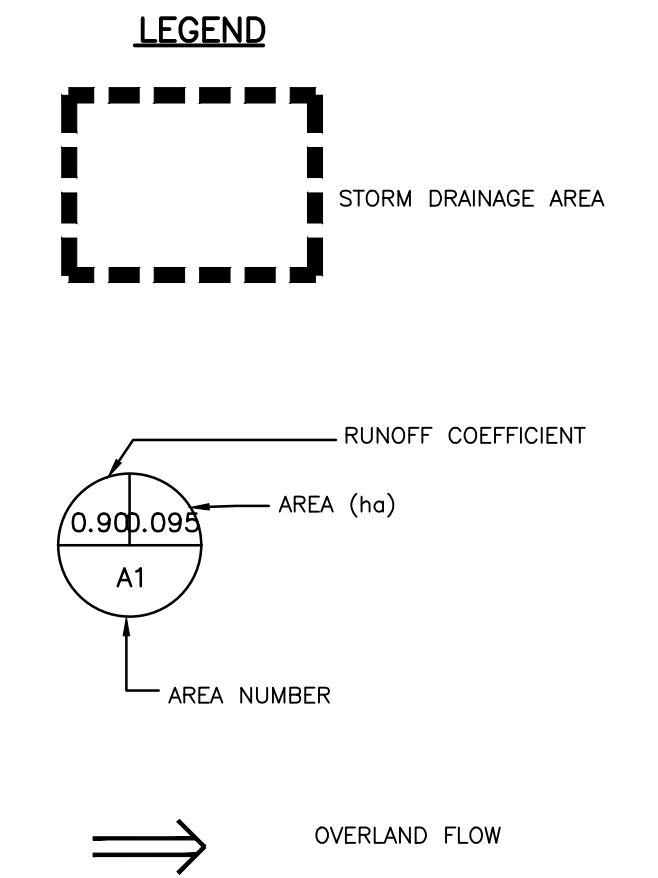 LEGEND
STORM DRAINAGE AREA
RUNOFF COEFFICIENT
AREA (ha)
0.90 0.095
A1
AREA NUMBER
OVERLAND FLOW